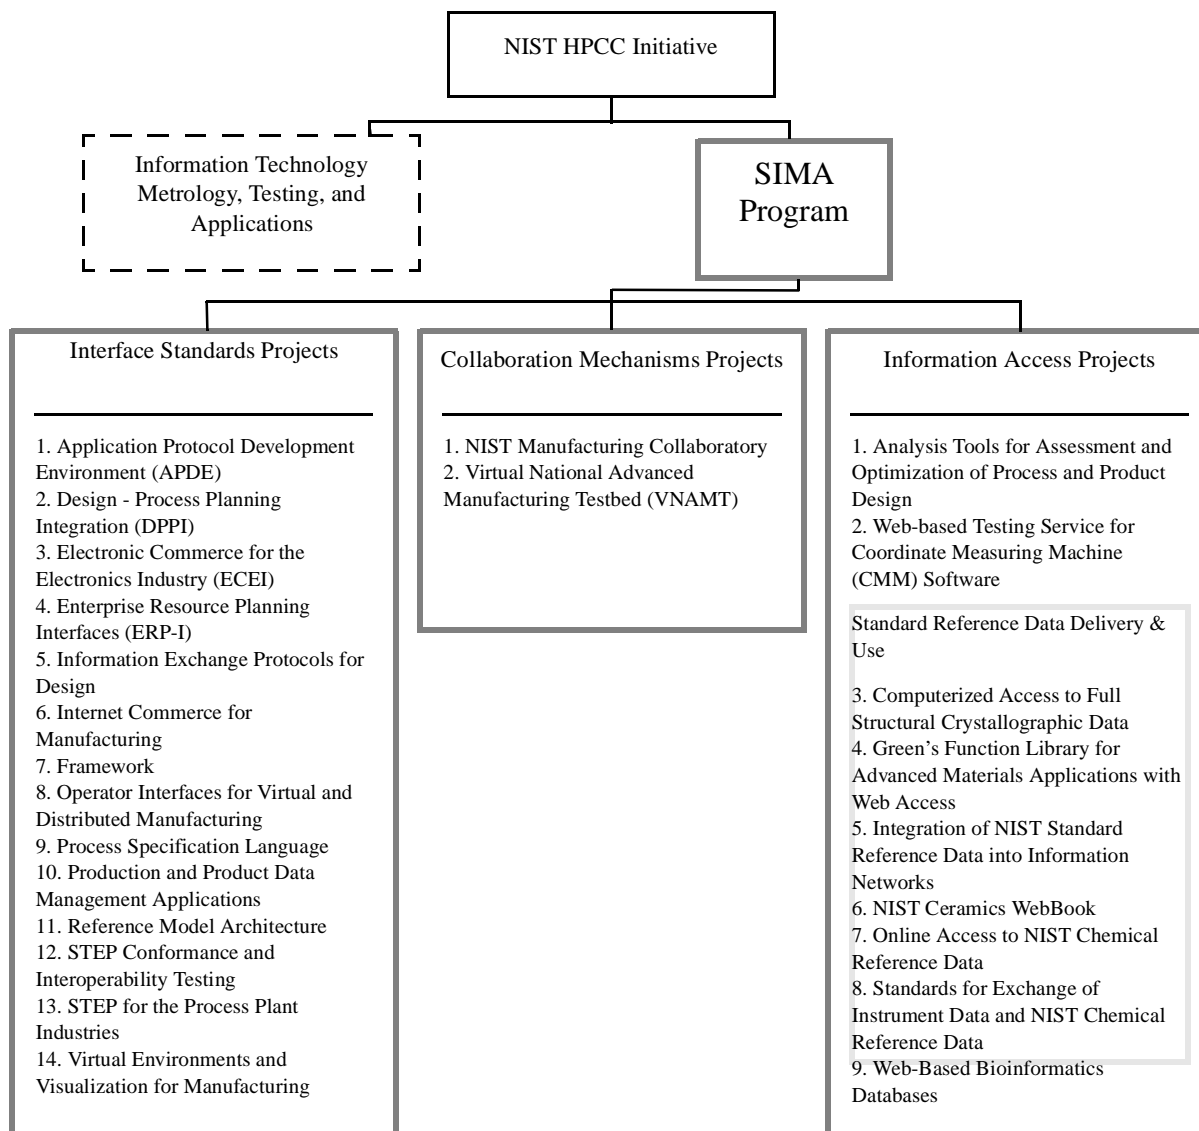 NIST HPCC Initiative
Information Technology
Metrology, Testing, and
Applications
SIMA
Program
Interface Standards Projects
1. Application Protocol Development
Environment (APDE)
2. Design - Process Planning
Integration (DPPI)
3. Electronic Commerce for the
Electronics Industry (ECEI)
4. Enterprise Resource Planning
Interfaces (ERP-I)
5. Information Exchange Protocols for
Design
6. Internet Commerce for
Manufacturing
7. Framework
8. Operator Interfaces for Virtual and
Distributed Manufacturing
9. Process Specification Language
10. Production and Product Data
Management Applications
11. Reference Model Architecture
12. STEP Conformance and
Interoperability Testing
13. STEP for the Process Plant
Industries
14. Virtual Environments and
Visualization for Manufacturing
Collaboration Mechanisms Projects
1. NIST Manufacturing Collaboratory
2. Virtual National Advanced
Manufacturing Testbed (VNAMT)
Information Access Projects
1. Analysis Tools for Assessment and
Optimization of Process and Product
Design
2. Web-based Testing Service for
Coordinate Measuring Machine
(CMM) Software
Standard Reference Data Delivery &
Use
3. Computerized Access to Full
Structural Crystallographic Data
4. Green’s Function Library for
Advanced Materials Applications with
Web Access
5. Integration of NIST Standard
Reference Data into Information
Networks
6. NIST Ceramics WebBook
7. Online Access to NIST Chemical
Reference Data
8. Standards for Exchange of
Instrument Data and NIST Chemical
Reference Data
9. Web-Based Bioinformatics
Databases